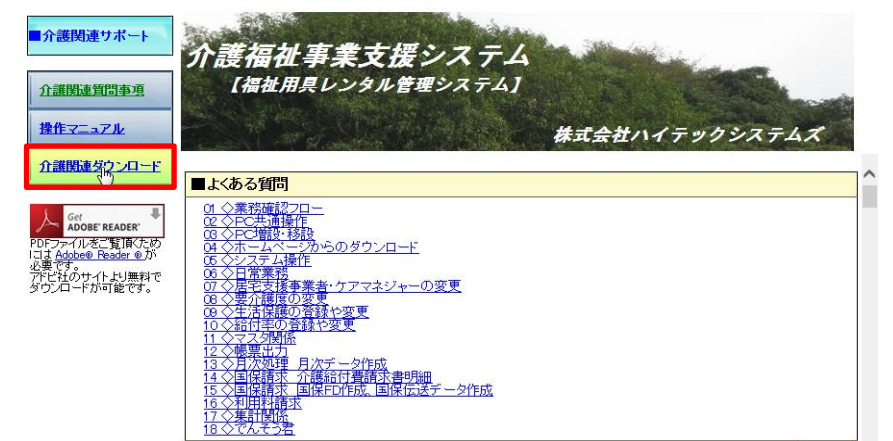 ■介護関連サポート
介護関連質問事項
操作マニュアル
介護関連ダウンロード
Get
ADOBE® READER®
PDFファイルをご覧頂くため
には Adobe® Reader ® が
必要です。
アドビ社のサイトより無料で
ダウンロードが可能です。
介護福祉事業支援システム
【福祉用具レンタル管理システム】
株式会社ハイテックシステムズ
■よくある質問
01 ◇業務確認フロー
02 ◇PC共通操作
03 ◇PC増設・移設
04 ◇ホームページからのダウンロード
05 ◇システム操作
06 ◇日常業務
07 ◇居宅支援事業者・ケアマネジャーの変更
08 ◇要介護度の変更
09 ◇生活保護の登録や変更
10 ◇給付率の登録や変更
11 ◇マスタ関係
12 ◇帳票出力
13 ◇月次処理 月次データ作成
14 ◇国保請求 介護給付費請求書明細
15 ◇国保請求 国保FD作成、国保伝送データ作成
16 ◇利用料請求
17 ◇集計関係
18 ◇でんそう君